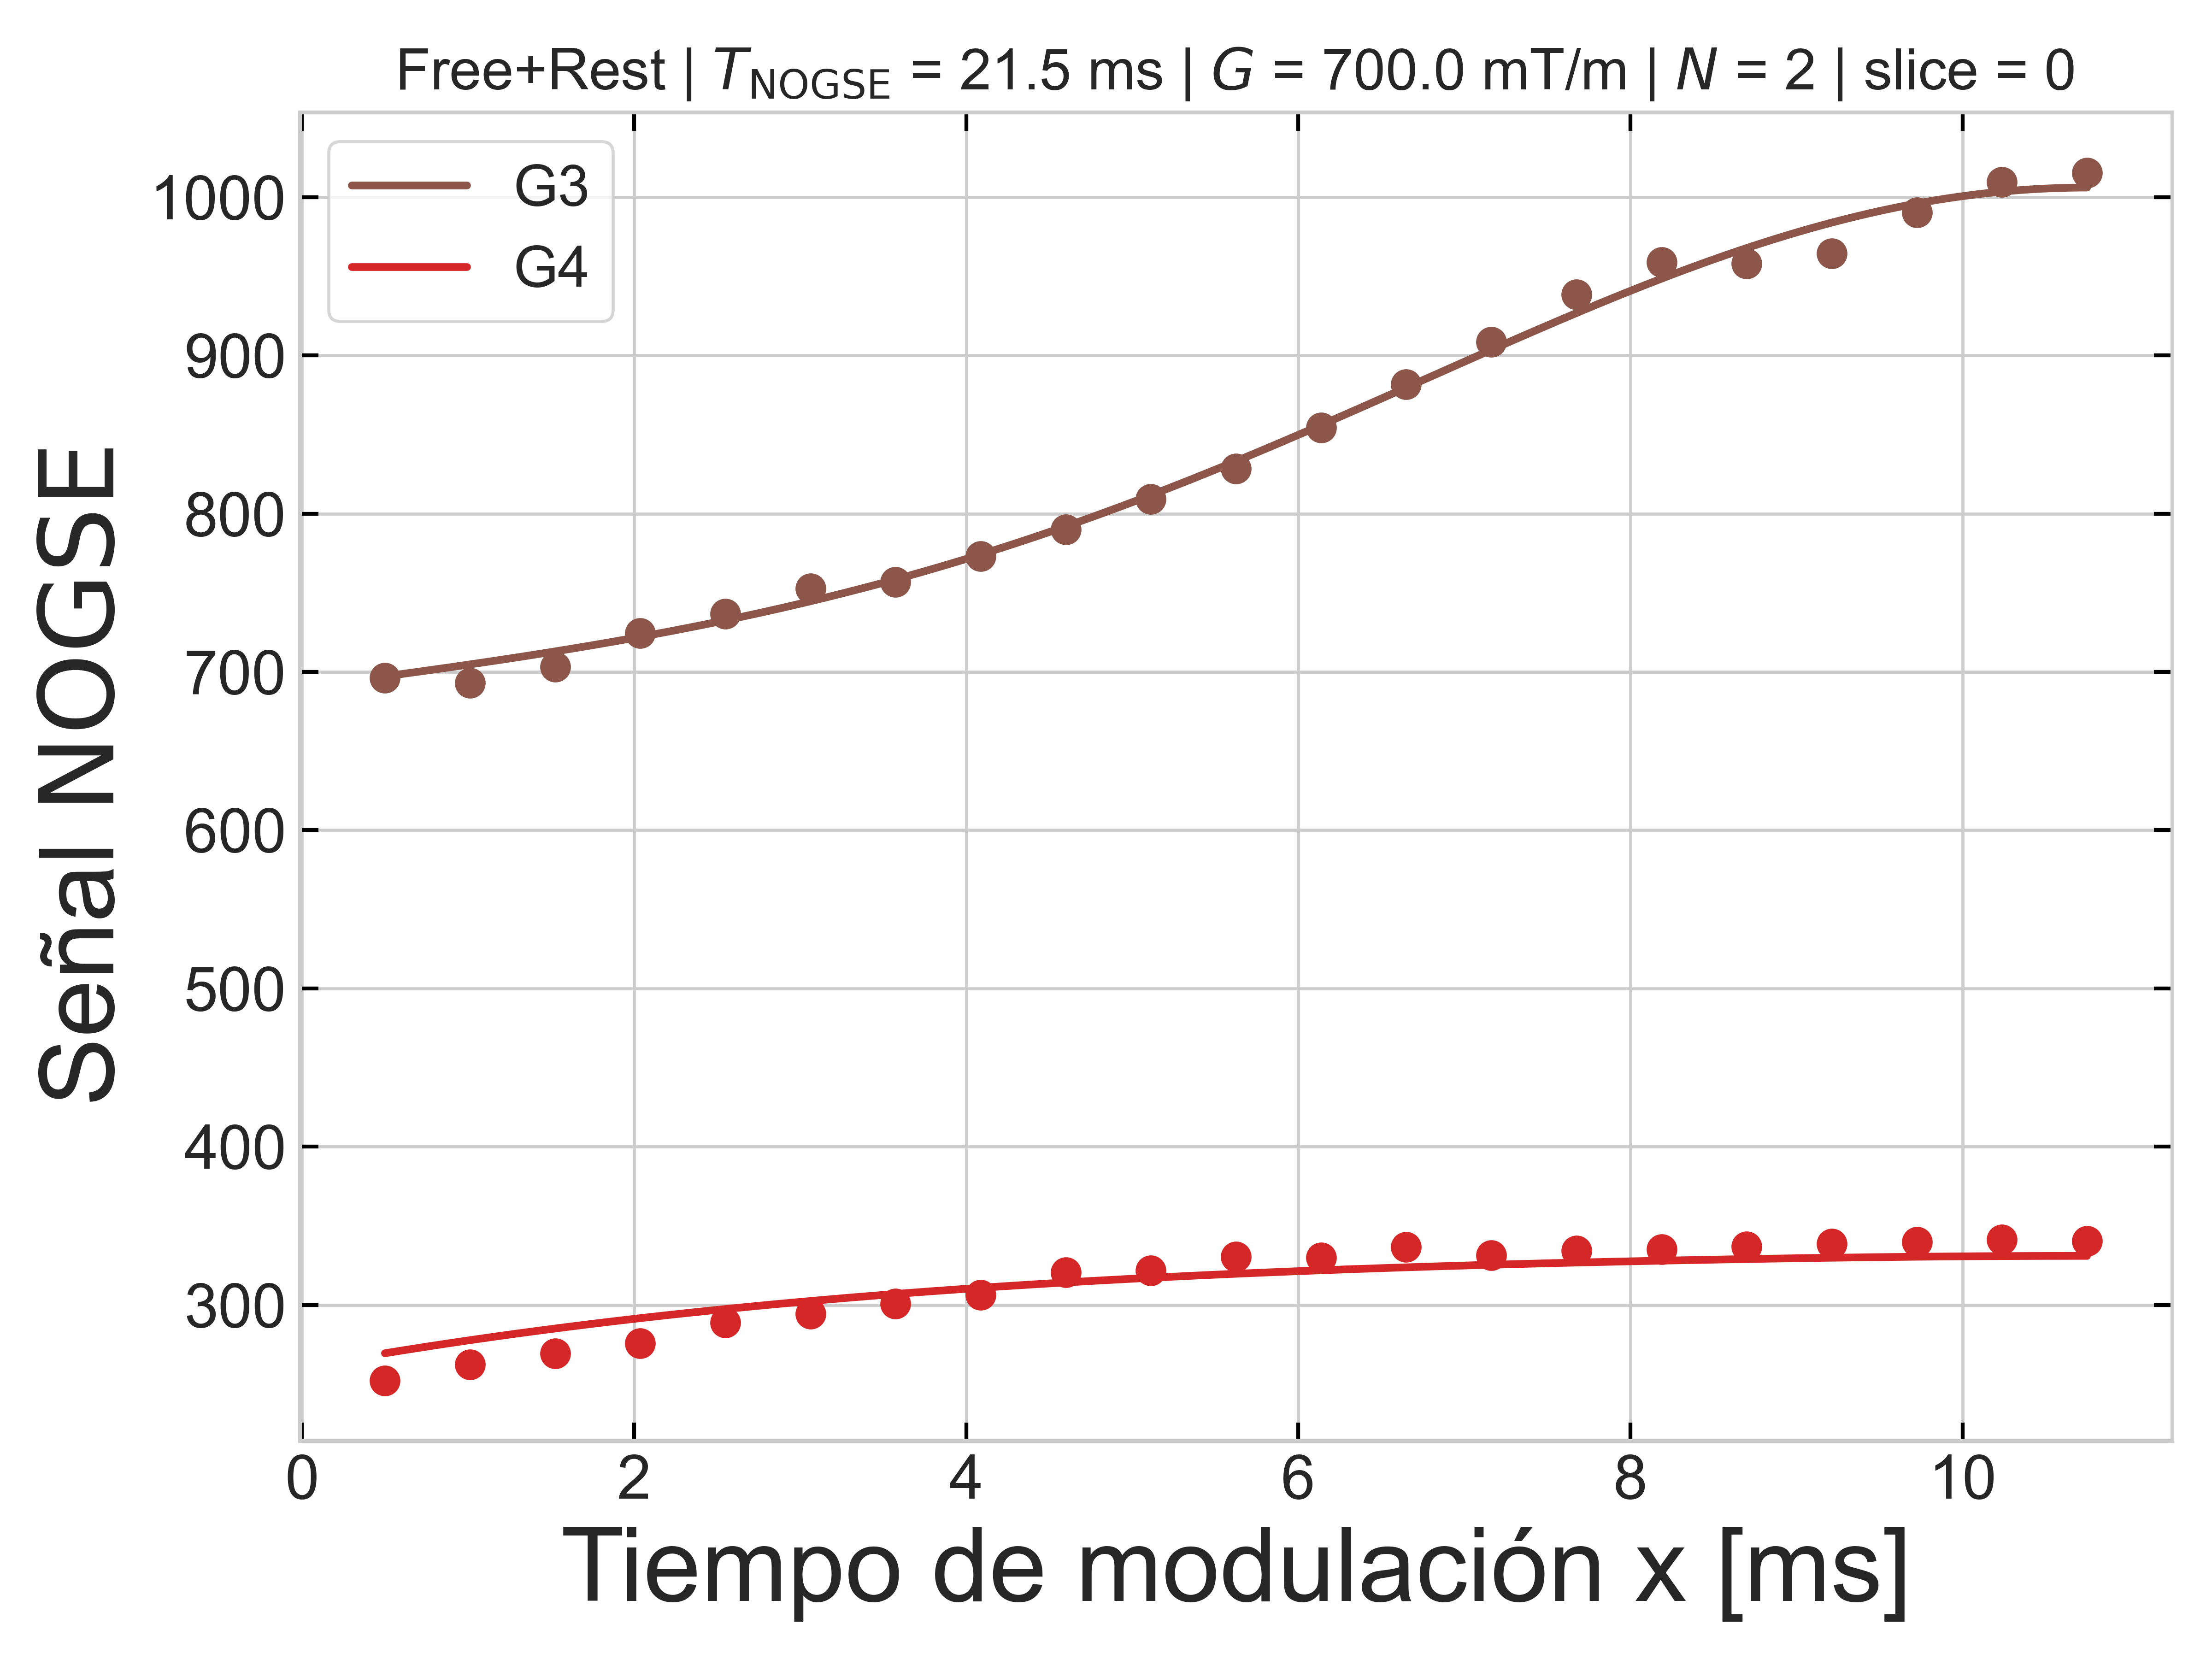 Free+Rest | T_NOGSE = 21.5 ms | G = 700.0 mT/m | N = 2 | slice = 0
G3
G4
1000
900
800
700
600
500
400
300
Señal NOGSE
0 2 4 6 8 10
Tiempo de modulación x [ms]